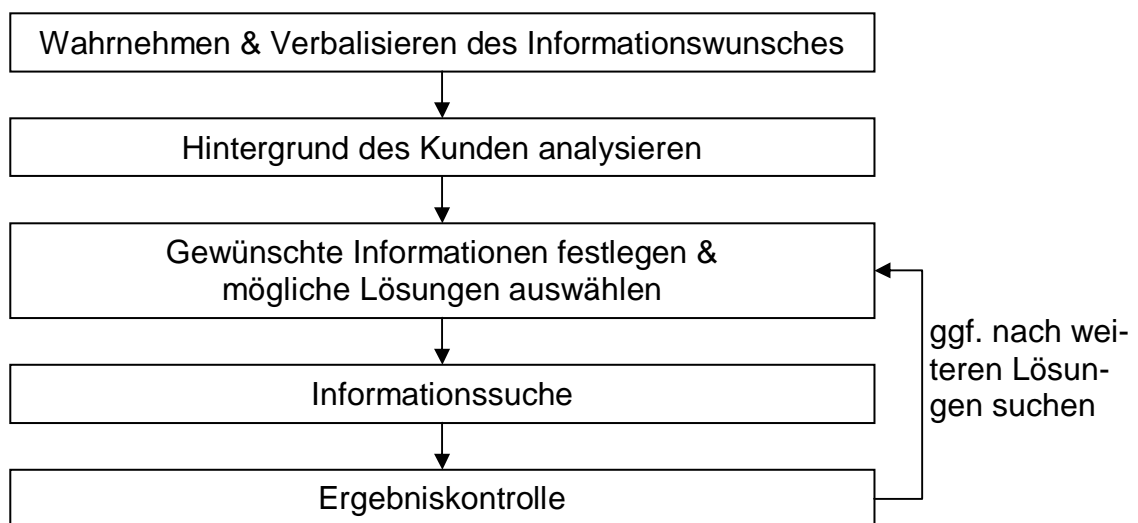 Wahrnehmen & Verbalisieren des Informationswunsches
Hintergrund des Kunden analysieren
Gewünschte Informationen festlegen &
mögliche Lösungen auswählen
Informationssuche
Ergebniskontrolle
ggf. nach wei-
teren Lösun-
gen suchen